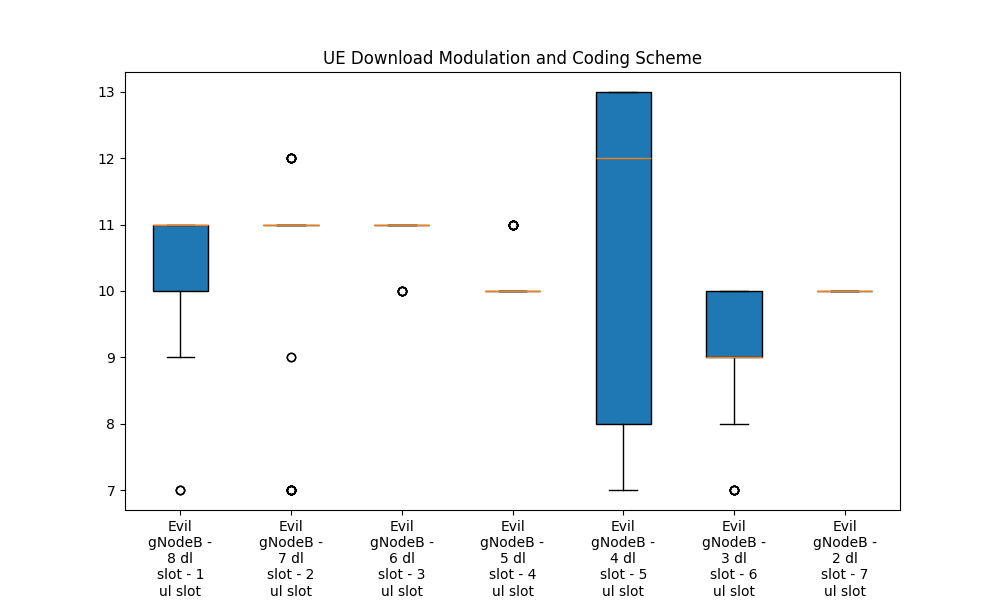 UE Download Modulation and Coding Scheme
13
12
11
10
9
8
7
Evil
gNodeB -
8 dl
slot - 1
ul slot
Evil
gNodeB -
7 dl
slot - 2
ul slot
Evil
gNodeB -
6 dl
slot - 3
ul slot
Evil
gNodeB -
5 dl
slot - 4
ul slot
Evil
gNodeB -
4 dl
slot - 5
ul slot
Evil
gNodeB -
3 dl
slot - 6
ul slot
Evil
gNodeB -
2 dl
slot - 7
ul slot